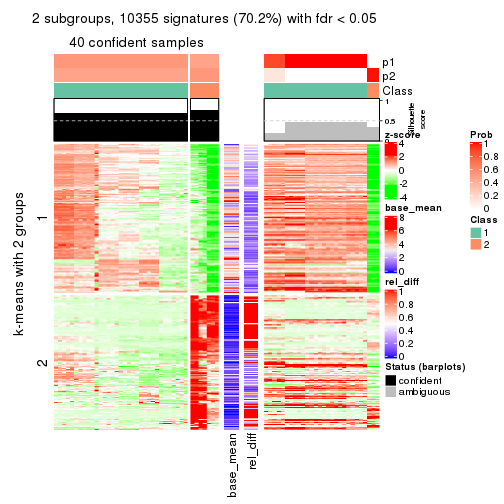 2 subgroups, 10355 signatures (70.2%) with fdr < 0.05
40 confident samples
p1
p2
Class
1
0.5
0
Silhouette
score
k-means with 2 groups
1
2
base_mean
rel_diff
z-score
4
2
0
-2
-4
base_mean
8
6
4
2
0
rel_diff
1
0.8
0.6
0.4
0.2
0
Status (barplots)
confident
ambiguous
Prob
1
0.8
0.6
0.4
0.2
0
Class
1
2